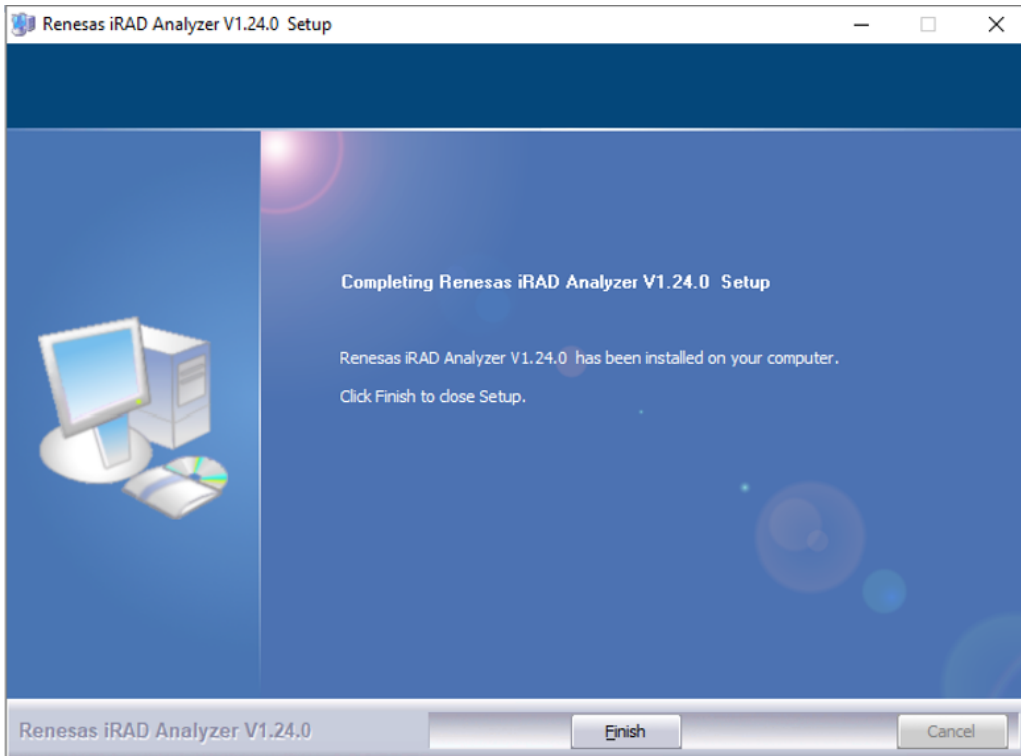 Renesas iRAD Analyzer V1.24.0 Setup
Completing Renesas iRAD Analyzer V1.24.0 Setup
Renesas iRAD Analyzer V1.24.0 has been installed on your computer.
Click Finish to close Setup.
Renesas iRAD Analyzer V1.24.0
Finish
Cancel